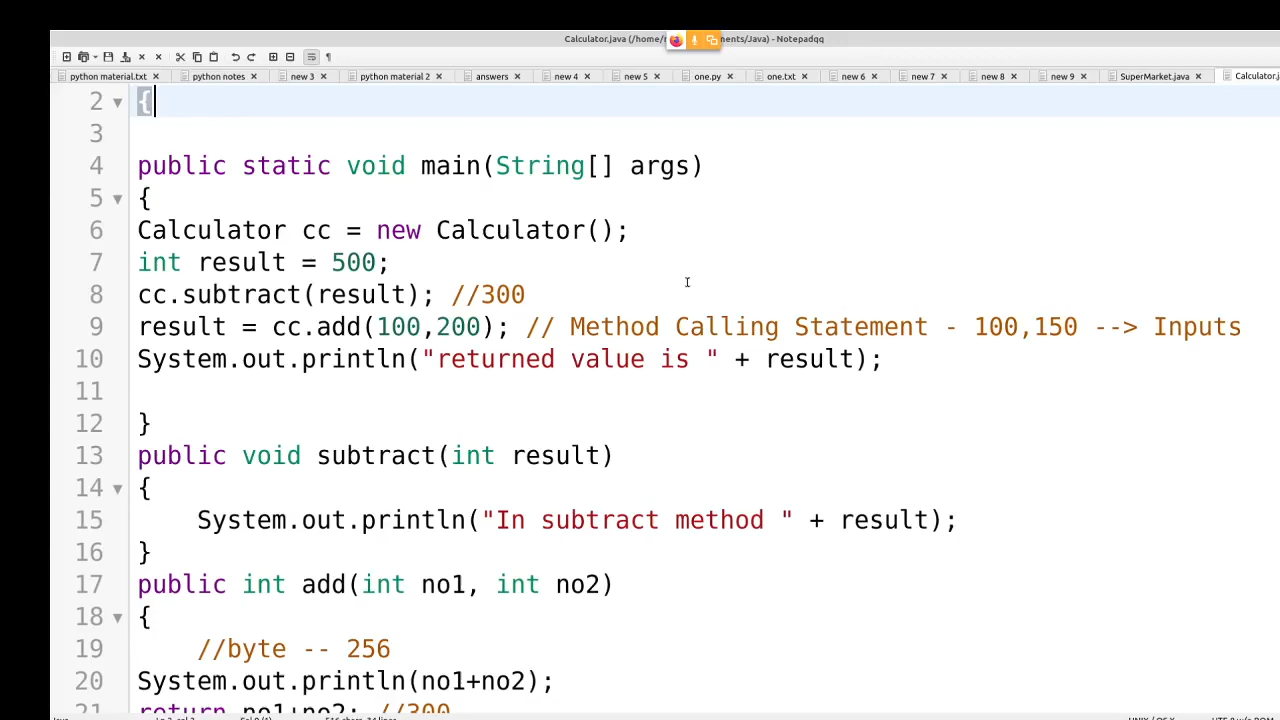 Calculator.java (/home/ ents/Java) - Notepadqq
python material.txt python notes new 3 python material 2 answers new 4 new 5 one.py one.txt new 6 new 7 new 8 new 9 SuperMarket.java Calculator.j
2 {
3
4 public static void main(String[] args)
5 {
6 Calculator cc = new Calculator();
7 int result = 500;
8 cc.subtract(result); //300
9 result = cc.add(100,200); // Method Calling Statement - 100,150 --> Inputs
10 System.out.println("returned value is " + result);
11
12 }
13 public void subtract(int result)
14 {
15 System.out.println("In subtract method " + result);
16 }
17 public int add(int no1, int no2)
18 {
19 //byte -- 256
20 System.out.println(no1+no2);
21 return no1+no2; //300